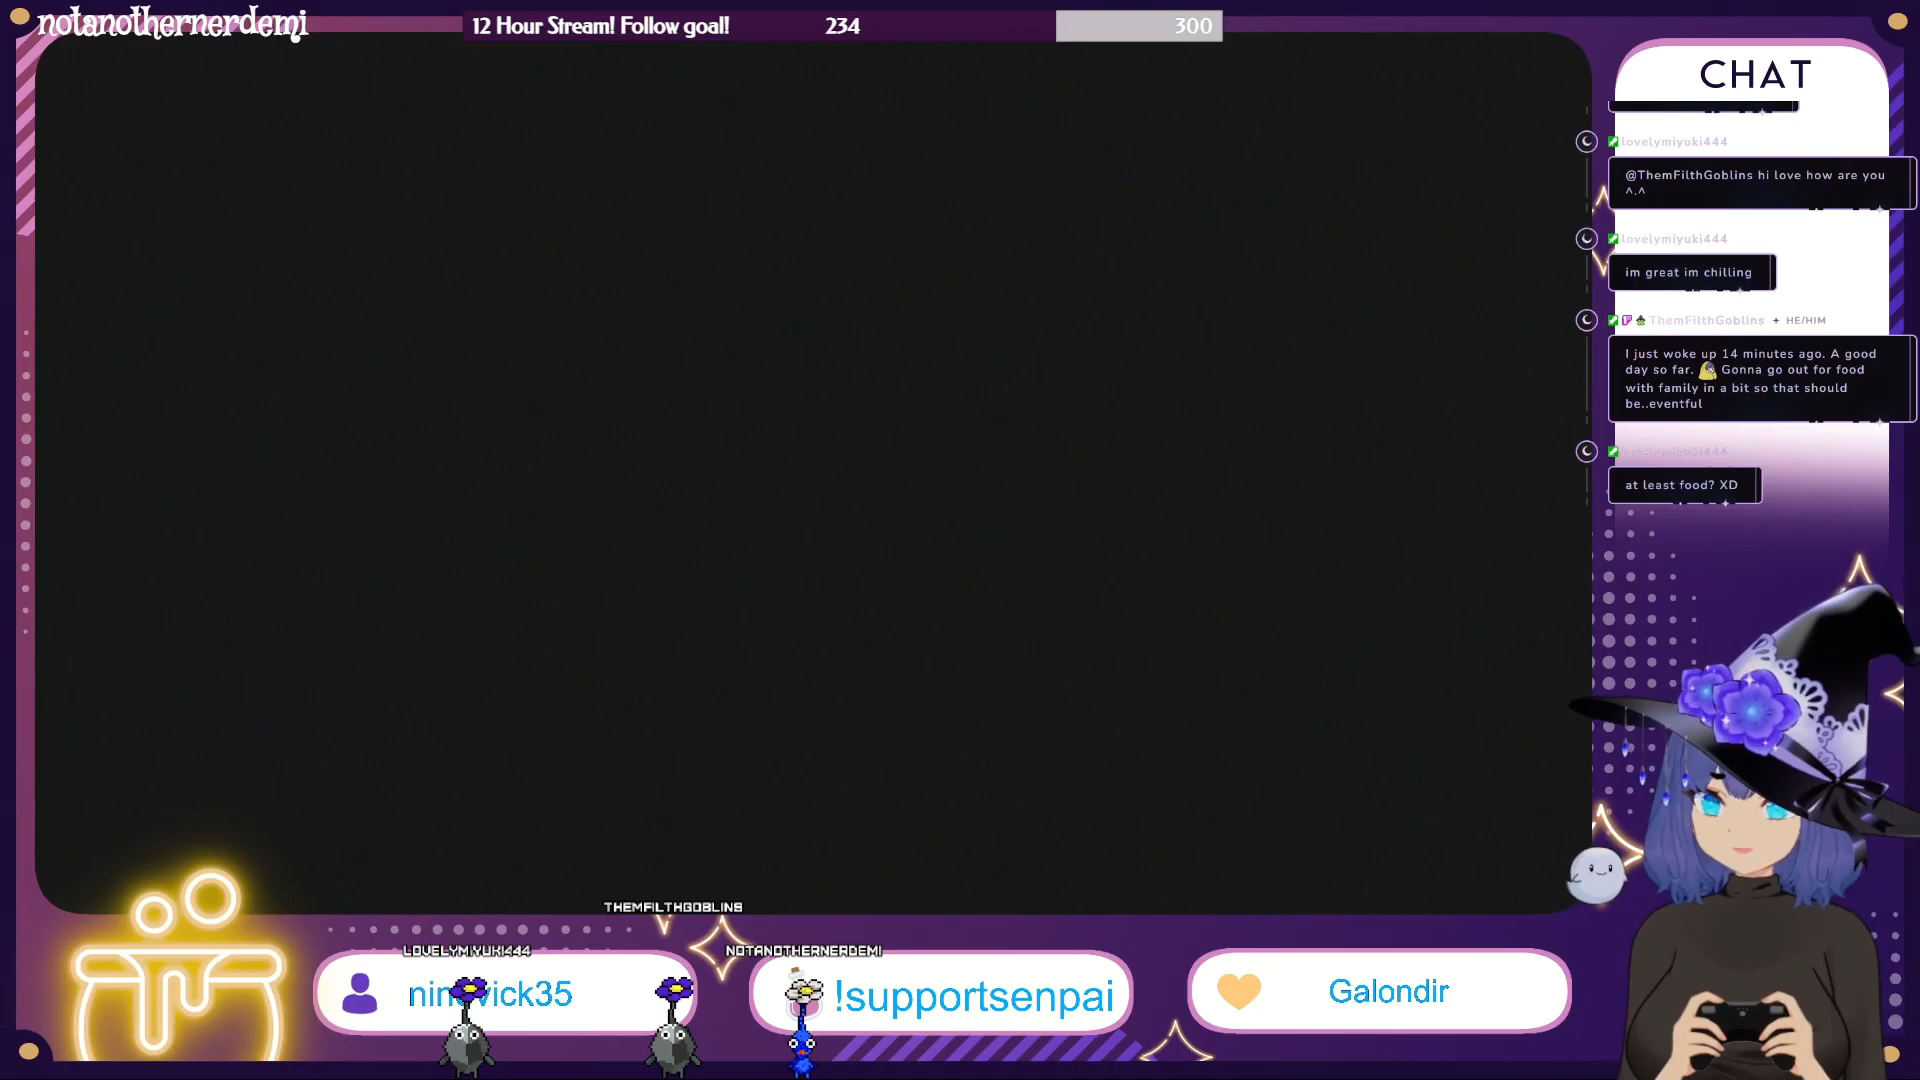 notanothernerdemi
12 Hour Stream! Follow goal!
234
300
CHAT
lovelymiyuki444
@ThemFilthGoblins hi love how are you
^.^
lovelymiyuki444
im great im chilling
ThemFilthGoblins ✦ HE/HIM
I just woke up 14 minutes ago. A good
day so far. Gonna go out for food
with family in a bit so that should
be..eventful
lovelymiyuki444
at least food? XD
THEMFILTHGOBLINS
LOVELYMIYUKI444
NOTANOTHERNERDEMI
!supportsenpai
Galondir